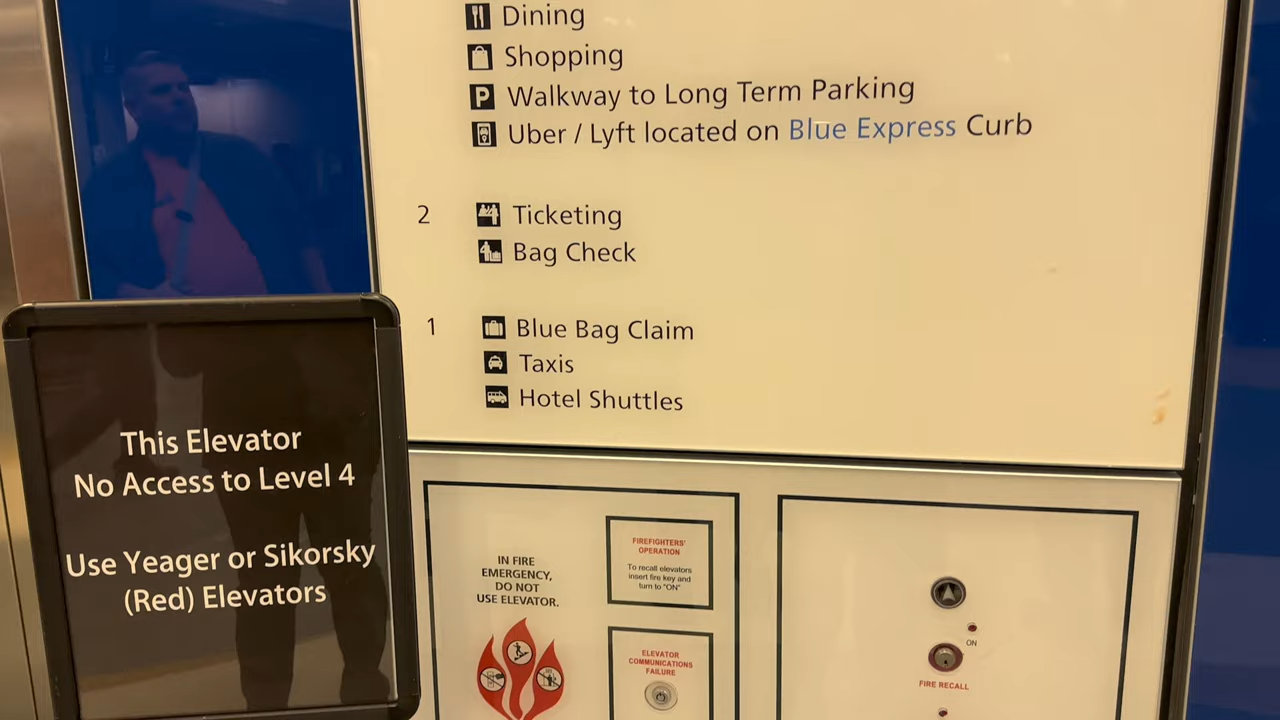 Dining
Shopping
P Walkway to Long Term Parking
Uber / Lyft located on Blue Express Curb
2 Ticketing
Bag Check
1 Blue Bag Claim
Taxis
Hotel Shuttles
This Elevator
No Access to Level 4
Use Yeager or Sikorsky
(Red) Elevators
IN FIRE
EMERGENCY,
DO NOT
USE ELEVATOR.
FIREFIGHTERS'
OPERATION
To recall elevators
insert fire key and
turn to "ON"
ELEVATOR
COMMUNICATIONS
FAILURE
ON
FIRE RECALL